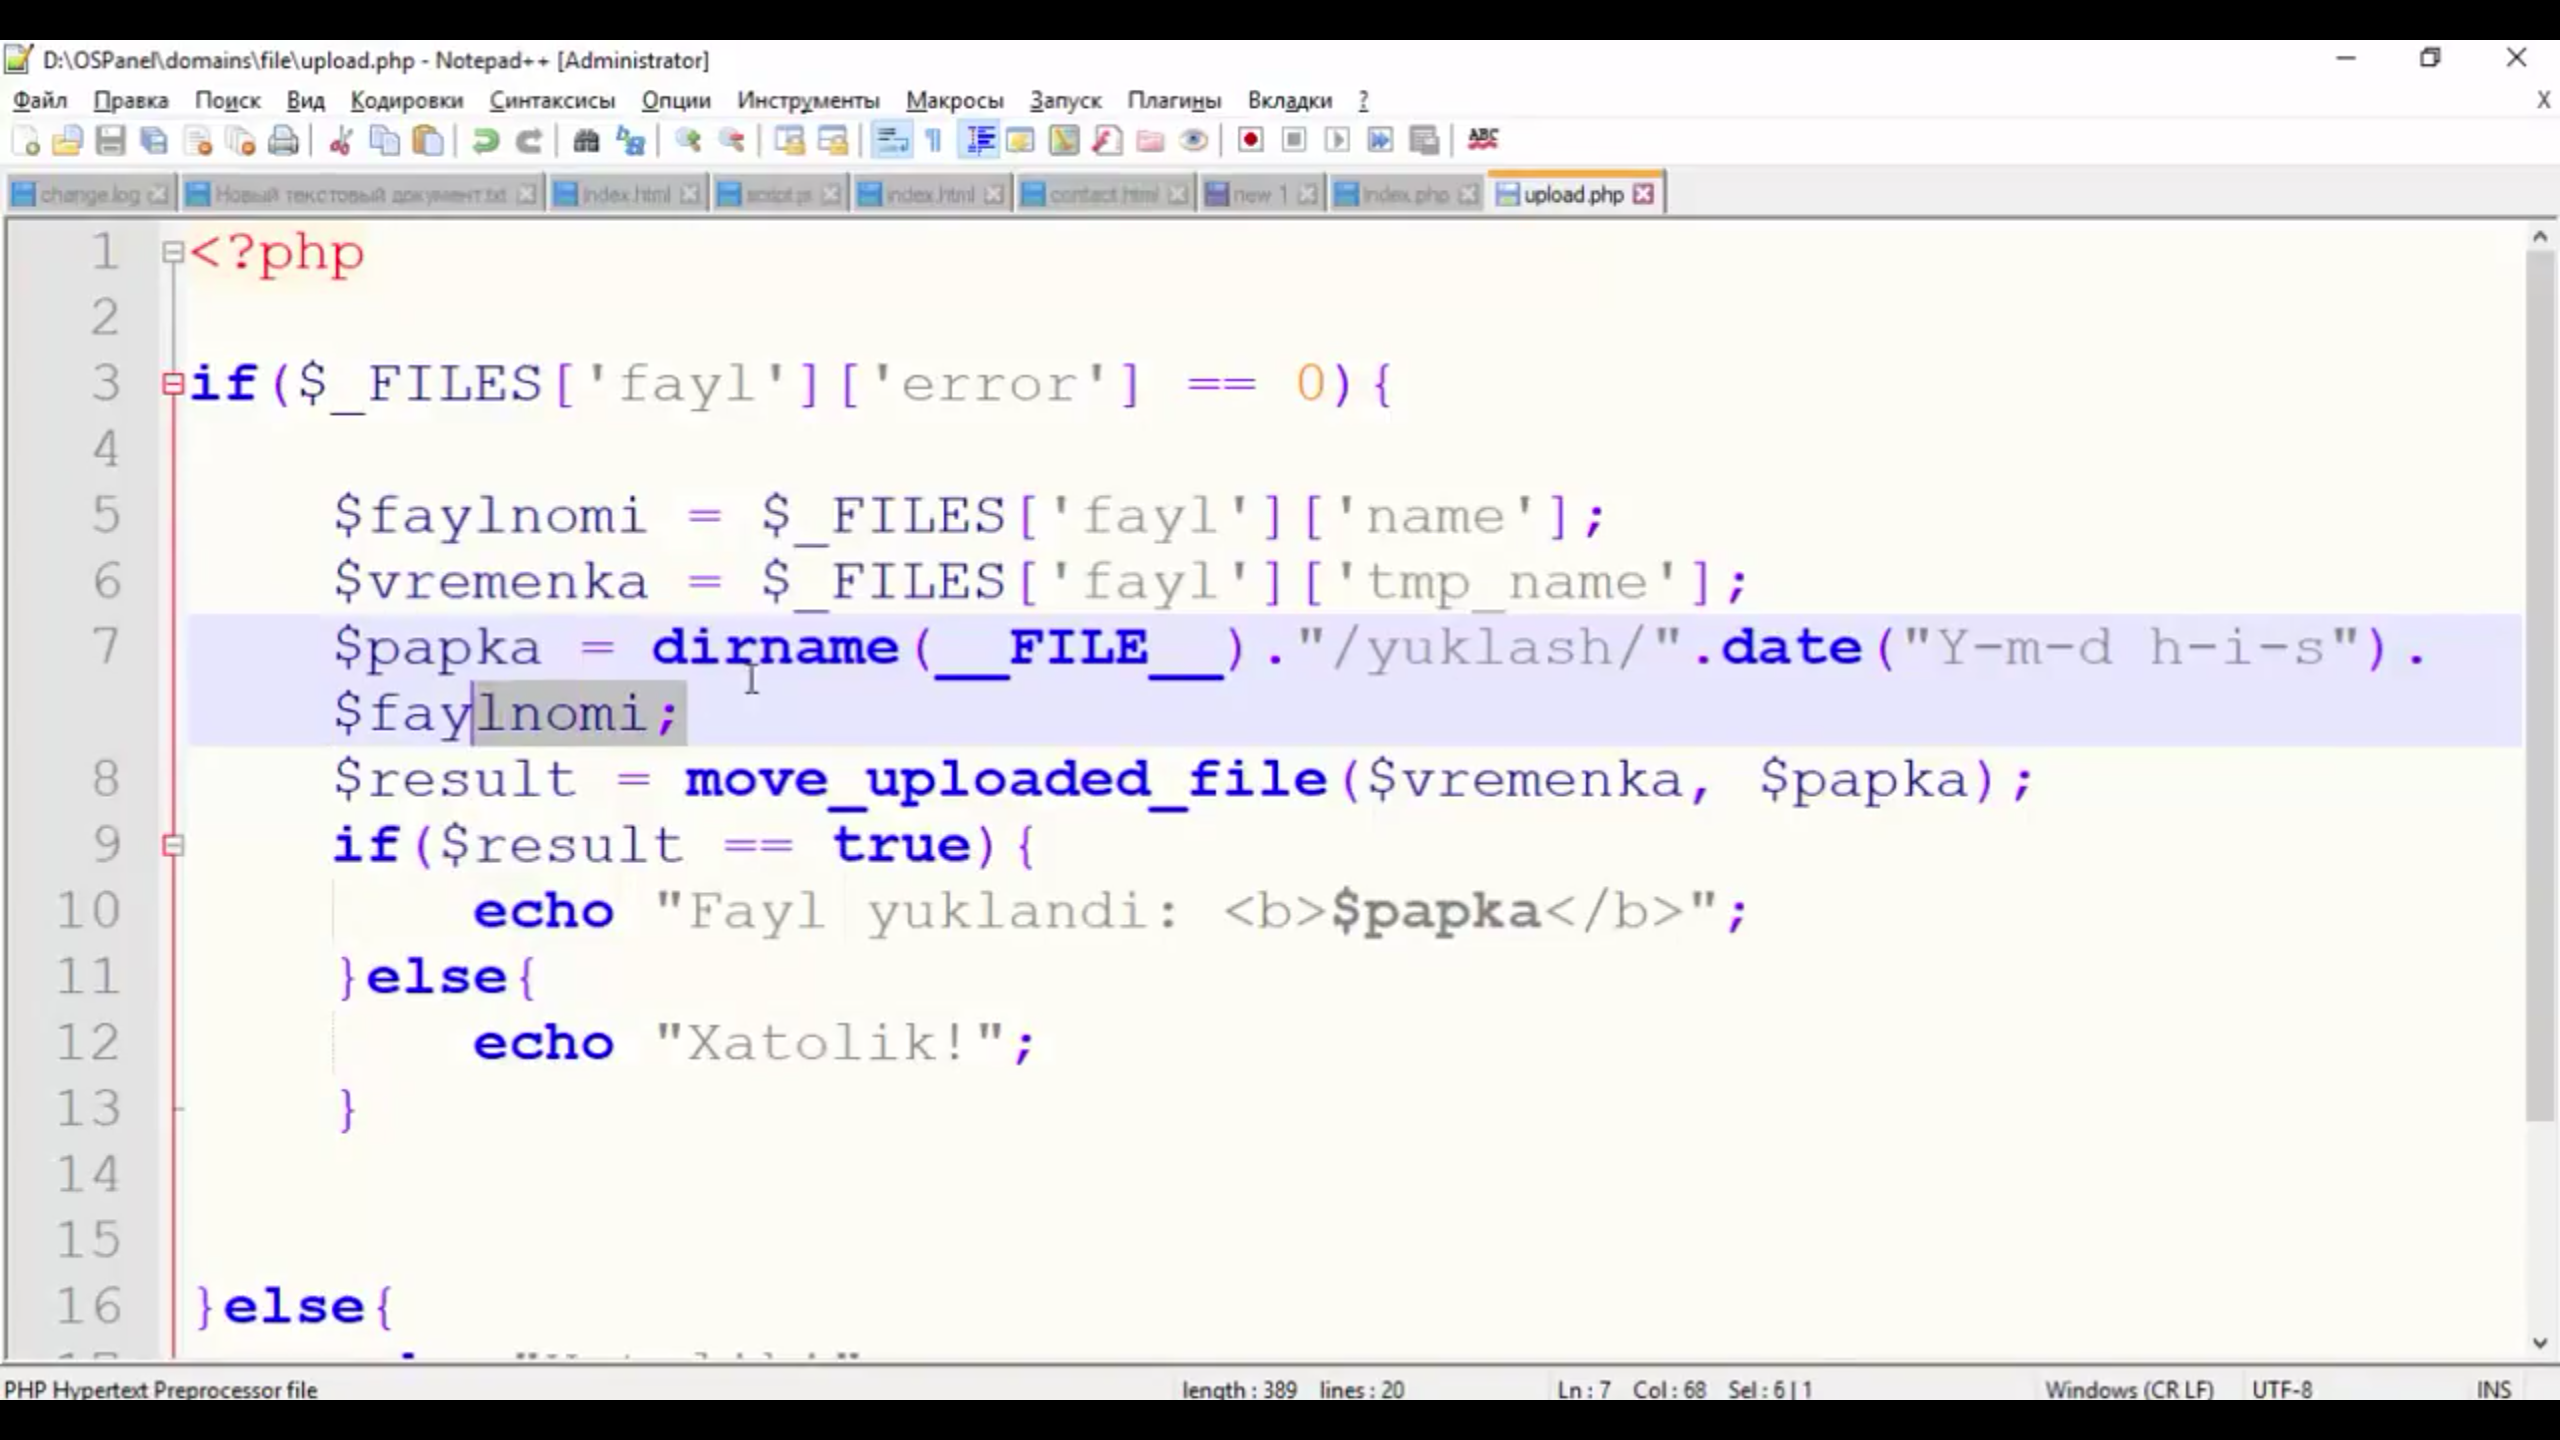 D:\OSPanel\domains\file\upload.php - Notepad++ [Administrator]
Файл Правка Поиск Вид Кодировки Синтаксисы Опции Инструменты Макросы Запуск Плагины Вкладки ? X
ABC
change.log Новый текстовый документ.txt index.html script.js index.html contact.html new 1 index.php upload.php
1 <?php
2
3 if($_FILES['fayl']['error'] == 0){
4
5 $faylnomi = $_FILES['fayl']['name'];
6 $vremenka = $_FILES['fayl']['tmp_name'];
7 $papka = dirname(__FILE__)."/yuklash/".date("Y-m-d h-i-s").
$faylnomi;
8 $result = move_uploaded_file($vremenka, $papka);
9 if($result == true){
10 echo "Fayl yuklandi: <b>$papka</b>";
11 }else{
12 echo "Xatolik!";
13 }
14
15
16 }else{
PHP Hypertext Preprocessor file length : 389 lines : 20 Ln : 7 Col : 68 Sel : 6 | 1 Windows (CR LF) UTF-8 INS